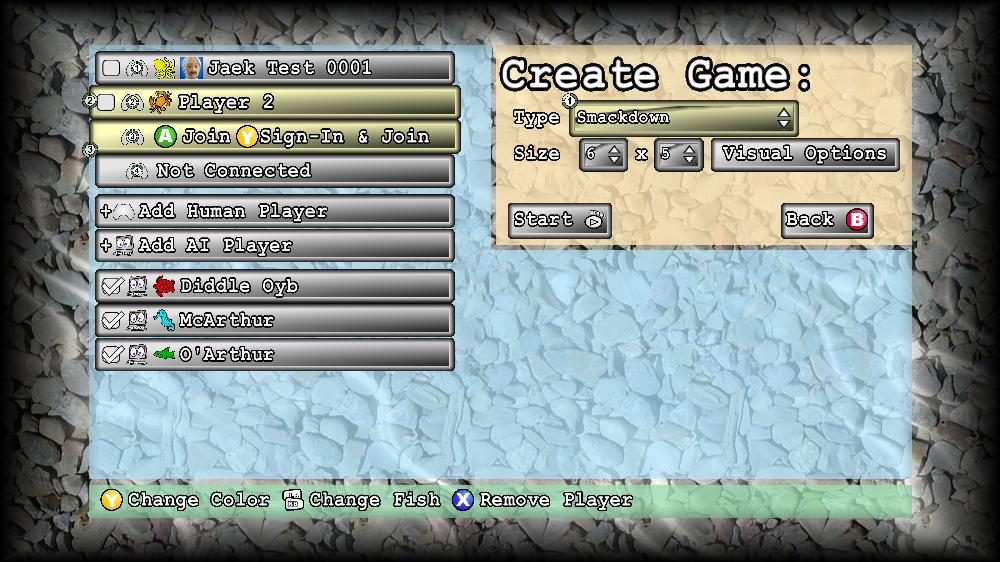 Jaek Test 0001
Player 2
A Join Y Sign-In & Join
Not Connected
+ Add Human Player
+ Add AI Player
Diddle Oyb
McArthur
O'Arthur
Create Game:
Type Smackdown
Size 6 x 5 Visual Options
Start Back B
Y Change Color Change Fish X Remove Player